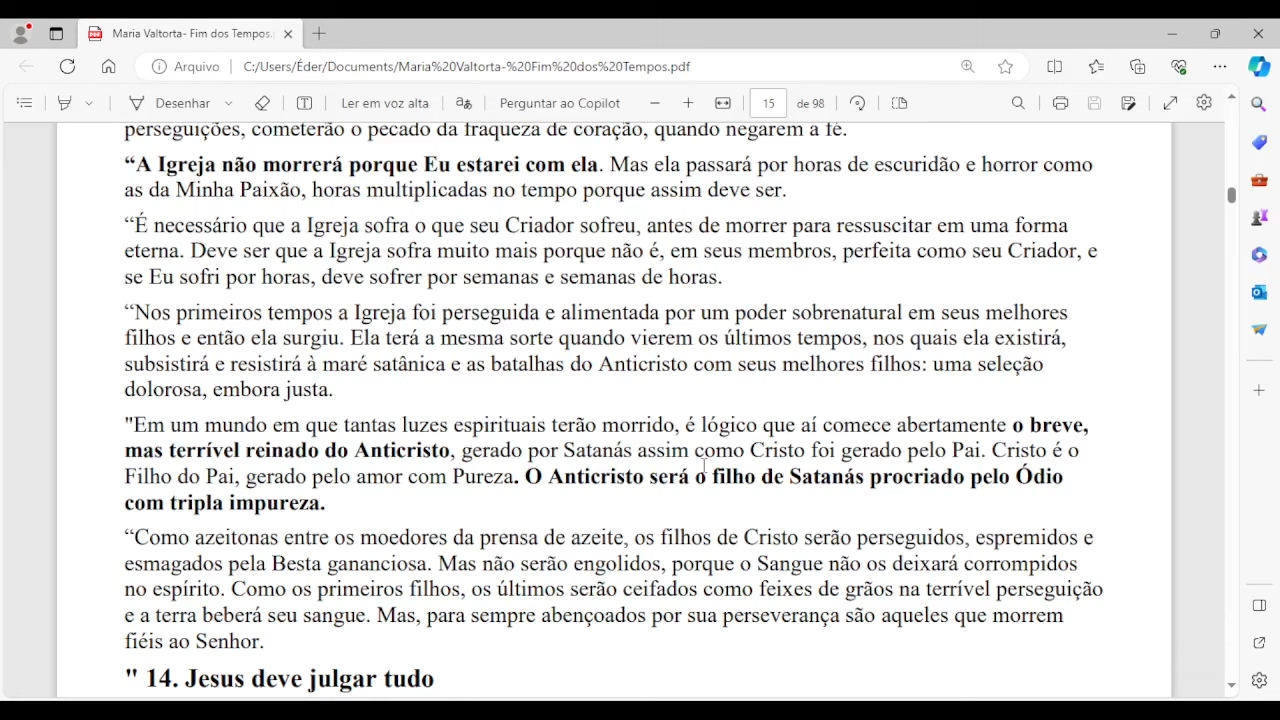 Maria Valtorta- Fim dos Tempos.
Arquivo C:/Users/Éder/Documents/Maria%20Valtorta-%20Fim%20dos%20Tempos.pdf
Desenhar Ler em voz alta Perguntar ao Copilot 15 de 98
perseguições, cometerão o pecado da fraqueza de coração, quando negarem a fé.
“A Igreja não morrerá porque Eu estarei com ela. Mas ela passará por horas de escuridão e horror como
as da Minha Paixão, horas multiplicadas no tempo porque assim deve ser.
“É necessário que a Igreja sofra o que seu Criador sofreu, antes de morrer para ressuscitar em uma forma
eterna. Deve ser que a Igreja sofra muito mais porque não é, em seus membros, perfeita como seu Criador, e
se Eu sofri por horas, deve sofrer por semanas e semanas de horas.
“Nos primeiros tempos a Igreja foi perseguida e alimentada por um poder sobrenatural em seus melhores
filhos e então ela surgiu. Ela terá a mesma sorte quando vierem os últimos tempos, nos quais ela existirá,
subsistirá e resistirá à maré satânica e as batalhas do Anticristo com seus melhores filhos: uma seleção
dolorosa, embora justa.
"Em um mundo em que tantas luzes espirituais terão morrido, é lógico que aí comece abertamente o breve,
mas terrível reinado do Anticristo, gerado por Satanás assim como Cristo foi gerado pelo Pai. Cristo é o
Filho do Pai, gerado pelo amor com Pureza. O Anticristo será o filho de Satanás procriado pelo Ódio
com tripla impureza.
“Como azeitonas entre os moedores da prensa de azeite, os filhos de Cristo serão perseguidos, espremidos e
esmagados pela Besta gananciosa. Mas não serão engolidos, porque o Sangue não os deixará corrompidos
no espírito. Como os primeiros filhos, os últimos serão ceifados como feixes de grãos na terrível perseguição
e a terra beberá seu sangue. Mas, para sempre abençoados por sua perseverança são aqueles que morrem
fiéis ao Senhor.
" 14. Jesus deve julgar tudo